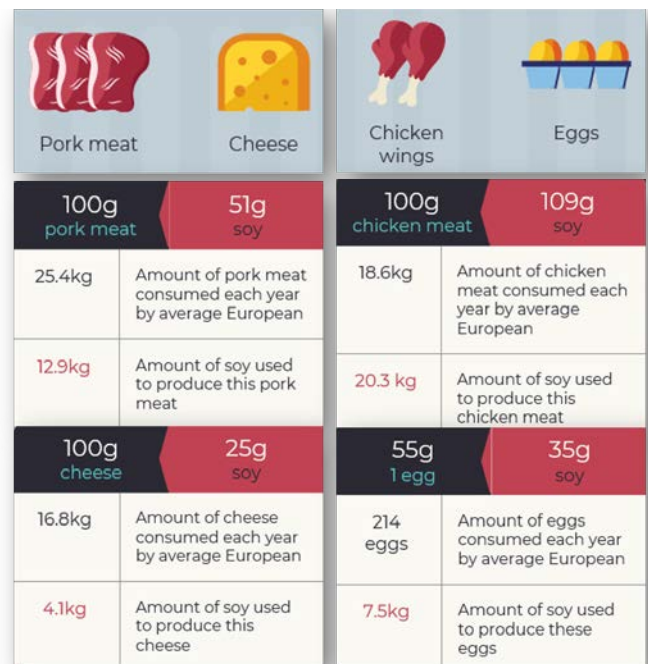 Pork meat
Cheese
100g
pork meat
51g
soy
25.4kg
Amount of pork meat
consumed each year
by average European
12.9kg
Amount of soy used
to produce this pork
meat
100g
cheese
25g
soy
16.8kg
Amount of cheese
consumed each year
by average European
4.1kg
Amount of soy used
to produce this
cheese
Chicken
wings
Eggs
100g
chicken meat
109g
soy
18.6kg
Amount of chicken
meat consumed each
year by average
European
20.3 kg
Amount of soy used
to produce this
chicken meat
55g
1 egg
35g
soy
214
eggs
Amount of eggs
consumed each year
by average European
7.5kg
Amount of soy used
to produce these
eggs